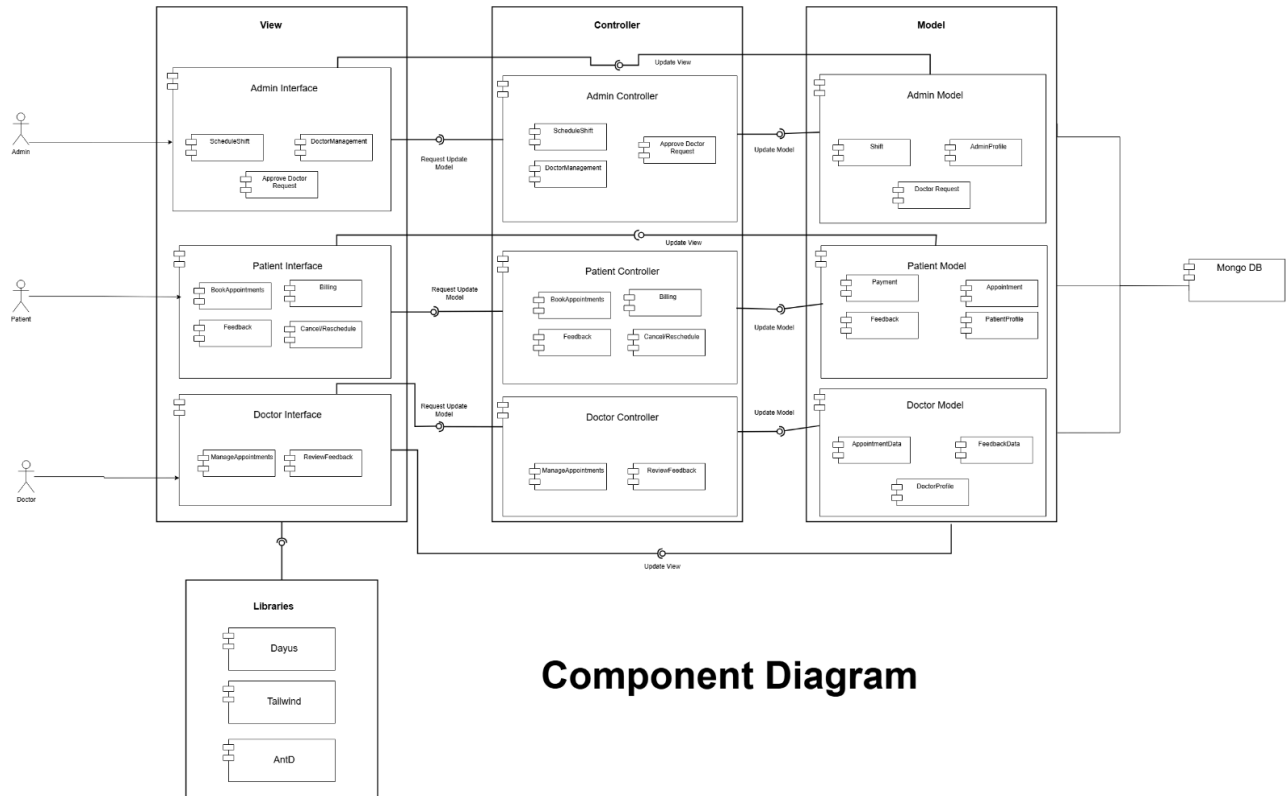 View
Controller
Model
Update View
Admin Interface
Admin Controller
Admin Model
ScheduleShift
DoctorManagement
Approve Doctor
Request
Admin
Request Update
Model
ScheduleShift
Approve Doctor
Request
DoctorManagement
Update Model
Shift
AdminProfile
Doctor Request
Update View
Patient Interface
Patient Controller
Patient Model
Mongo DB
BookAppointments
Billing
Feedback
Cancel/Reschedule
Patient
Request Update
Model
BookAppointments
Billing
Feedback
Cancel/Reschedule
Update Model
Payment
Appointment
Feedback
PatientProfile
Doctor Interface
Doctor Controller
Doctor Model
Request Update
Model
Update Model
ManageAppointments
ReviewFeedback
Doctor
ManageAppointments
ReviewFeedback
AppointmentData
FeedbackData
DoctorProfile
Update View
Libraries
Dayus
Tailwind
AntD
Component Diagram